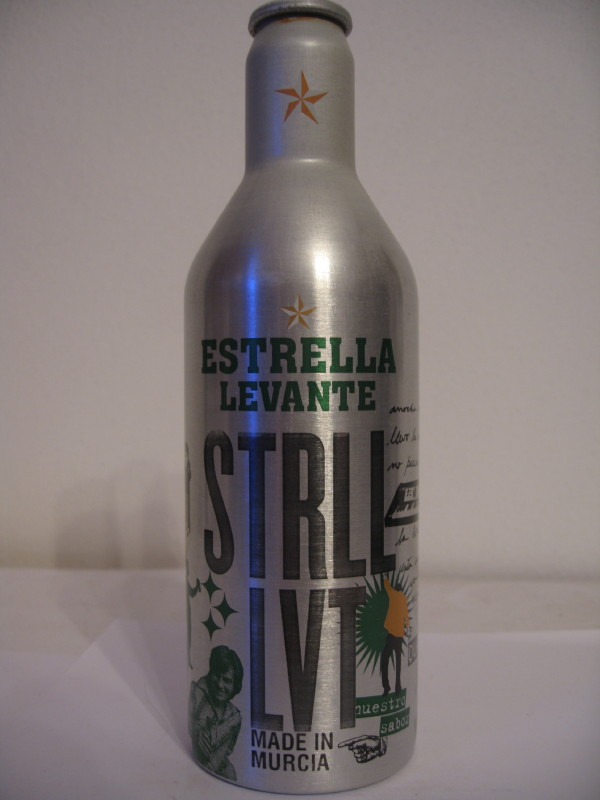 ESTRELLA
LEVANTE
STRLL
LVT
nuestro
sabor
MADE IN
MURCIA